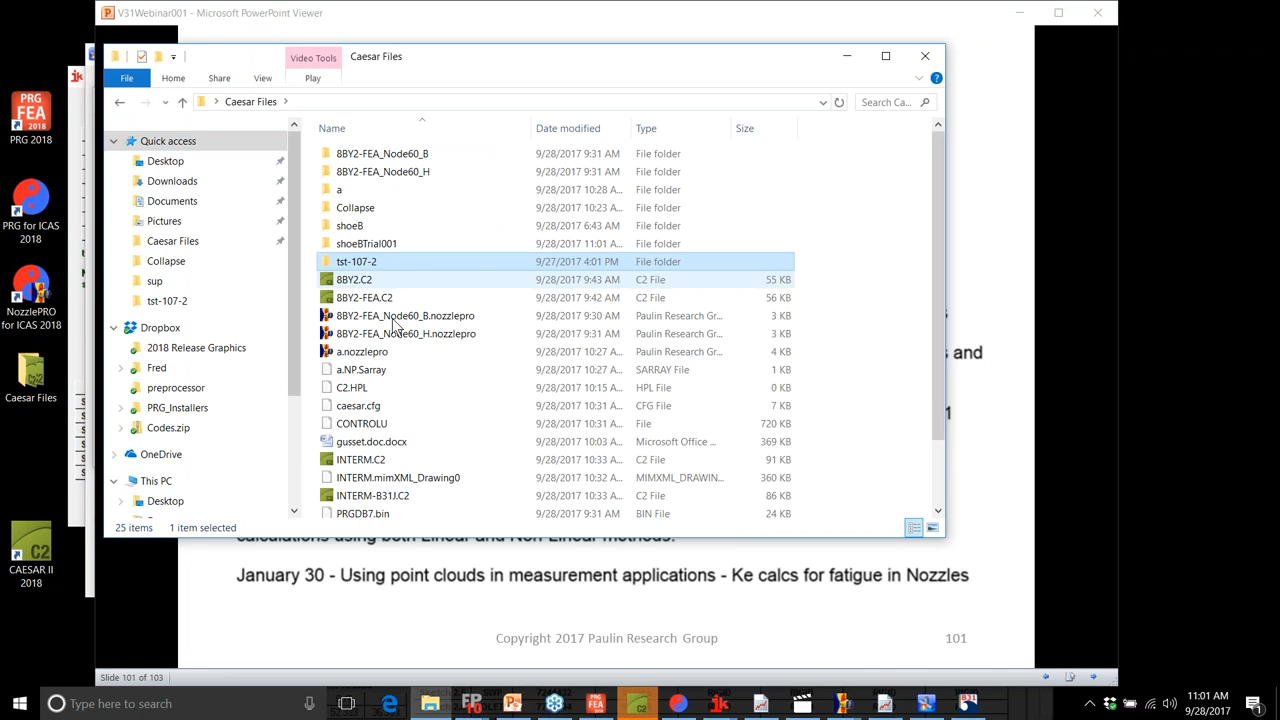 V31Webinar001 - Microsoft PowerPoint Viewer
Video Tools
Caesar Files
File
Home
Share
View
Play
Caesar Files
Search Ca...
Name
Date modified
Type
Size
Quick access
Desktop
Downloads
Documents
Pictures
Caesar Files
Collapse
sup
tst-107-2
Dropbox
2018 Release Graphics
Fred
preprocessor
PRG_Installers
Codes.zip
OneDrive
This PC
Desktop
8BY2-FEA_Node60_B 9/28/2017 9:31 AM File folder
8BY2-FEA_Node60_H 9/28/2017 9:31 AM File folder
a 9/28/2017 10:28 A... File folder
Collapse 9/28/2017 10:23 A... File folder
shoeB 9/28/2017 6:43 AM File folder
shoeBTrial001 9/28/2017 11:01 A... File folder
tst-107-2 9/27/2017 4:01 PM File folder
8BY2.C2 9/28/2017 9:43 AM C2 File 55 KB
8BY2-FEA.C2 9/28/2017 9:42 AM C2 File 56 KB
8BY2-FEA_Node60_B.nozzlepro 9/28/2017 9:30 AM Paulin Research Gr... 3 KB
8BY2-FEA_Node60_H.nozzlepro 9/28/2017 9:31 AM Paulin Research Gr... 3 KB
a.nozzlepro 9/28/2017 10:27 A... Paulin Research Gr... 4 KB
a.NP.Sarray 9/28/2017 10:27 A... SARRAY File 1 KB
C2.HPL 9/28/2017 10:15 A... HPL File 0 KB
caesar.cfg 9/28/2017 10:31 A... CFG File 7 KB
CONTROLU 9/28/2017 10:31 A... File 720 KB
gusset.doc.docx 9/28/2017 10:03 A... Microsoft Office ... 369 KB
INTERM.C2 9/28/2017 10:33 A... C2 File 91 KB
INTERM.mimXML_Drawing0 9/28/2017 10:32 A... MIMXML_DRAWIN... 360 KB
INTERM-B31J.C2 9/28/2017 10:33 A... C2 File 86 KB
PRGDB7.bin 9/28/2017 9:31 AM BIN File 24 KB
25 items 1 item selected
PRG FEA 2018
PRG 2018
PRG for ICAS
2018
NozzlePRO
for ICAS 2018
Caesar Files
C2
CAESAR II
2018
s and
calculations using both Linear and Non-Linear methods.
January 30 - Using point clouds in measurement applications - Ke calcs for fatigue in Nozzles
Copyright 2017 Paulin Research Group 101
Slide 101 of 103
Type here to search
11:01 AM
9/28/2017